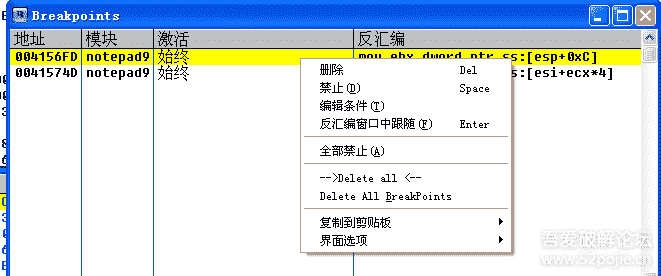 Breakpoints
地址 模块 激活 反汇编
004156FD notepad9 始终 mov ebx,dword ptr ss:[esp+0xC]
0041574D notepad9 始终 s:[esi+ecx*4]
删除 Del
禁止(D) Space
编辑条件(T)
反汇编窗口中跟随(F) Enter
全部禁止(A)
-->Delete all <--
Delete All BreakPoints
复制到剪贴板
界面选项
吾爱破解论坛
www.52pojie.cn